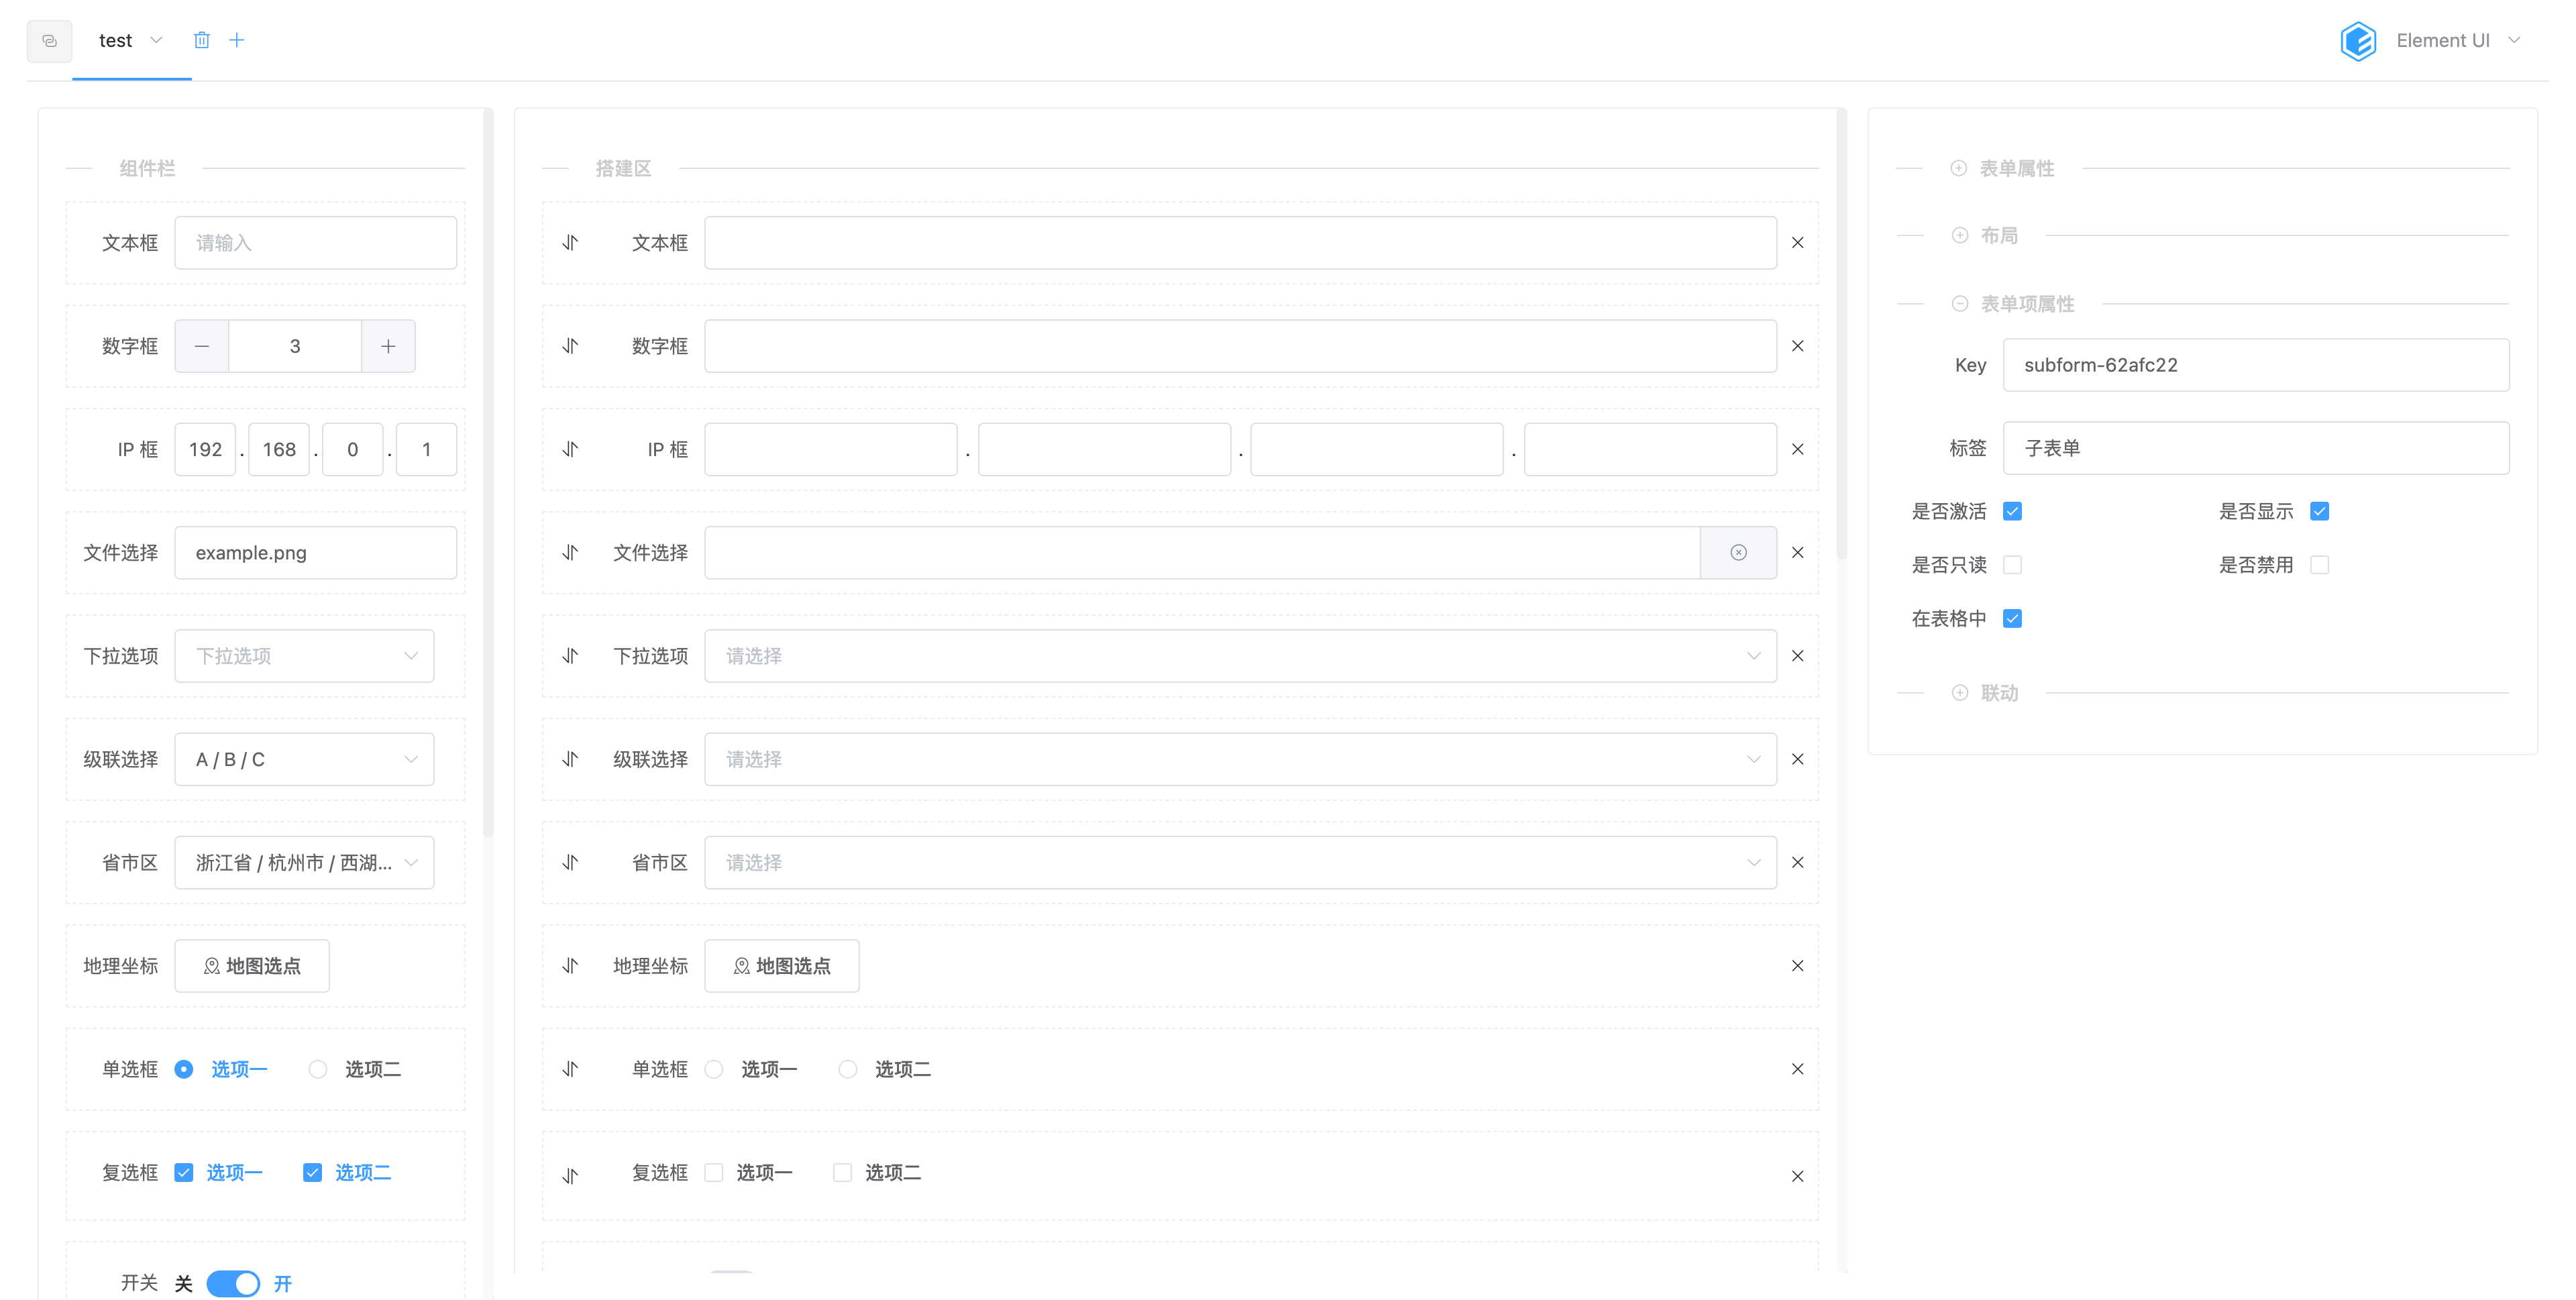 test
Element UI
组件栏
文本框 请输入
数字框 3
IP 框 192 . 168 . 0 . 1
文件选择 example.png
下拉选项 下拉选项
级联选择 A / B / C
省市区 浙江省 / 杭州市 / 西湖...
地理坐标 地图选点
单选框 选项一 选项二
复选框 选项一 选项二
开关 关 开
搭建区
文本框
数字框
IP 框 . . .
文件选择
下拉选项 请选择
级联选择 请选择
省市区 请选择
地理坐标 地图选点
单选框 选项一 选项二
复选框 选项一 选项二
表单属性
布局
表单项属性
Key subform-62afc22
标签 子表单
是否激活 是否显示
是否只读 是否禁用
在表格中
联动